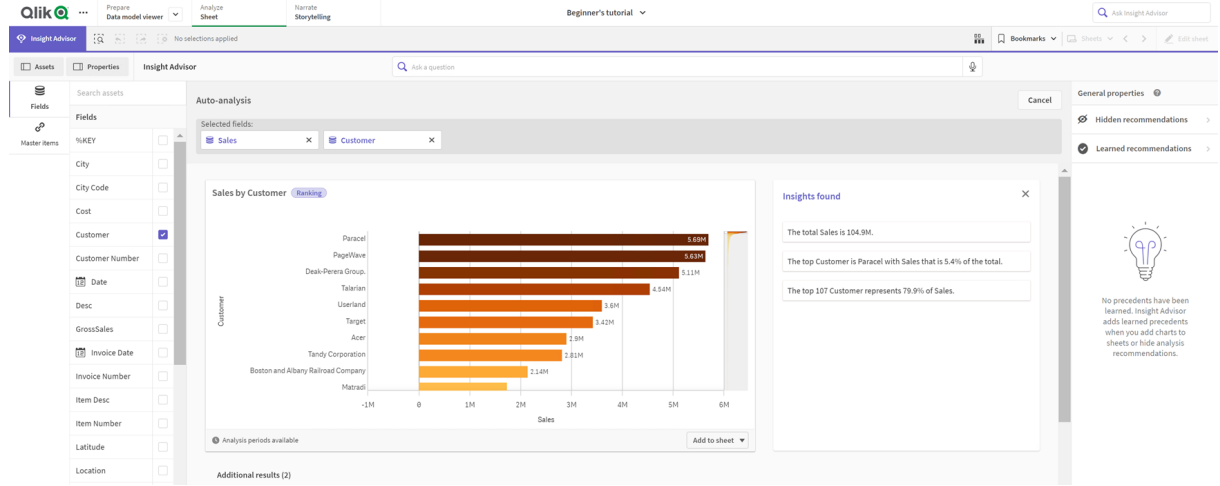 Qlik
Prepare
Data model viewer
Analyze
Sheet
Narrate
Storytelling
Beginner's tutorial
Ask Insight Advisor
Insight Advisor
No selections applied
Bookmarks
Sheets
Edit sheet
Assets
Properties
Insight Advisor
Ask a question
Fields
Master items
Search assets
Fields
%KEY
City
City Code
Cost
Customer
Customer Number
Date
Desc
GrossSales
Invoice Date
Invoice Number
Item Desc
Item Number
Latitude
Location
Auto-analysis
Cancel
Selected fields:
Sales
Customer
Sales by Customer Ranking
Customer
Paracel 5.69M
PageWave 5.63M
Deak-Perera Group. 5.11M
Talarian 4.54M
Userland 3.6M
Target 3.42M
Acer 2.9M
Tandy Corporation 2.81M
Boston and Albany Railroad Company 2.14M
Matradi
-1M 0 1M 2M 3M 4M 5M 6M
Sales
Analysis periods available
Add to sheet
Additional results (2)
Insights found
The total Sales is 104.9M.
The top Customer is Paracel with Sales that is 5.4% of the total.
The top 107 Customer represents 79.9% of Sales.
General properties
Hidden recommendations
Learned recommendations
No precedents have been
learned. Insight Advisor
adds learned precedents
when you add charts to
sheets or hide analysis
recommendations.